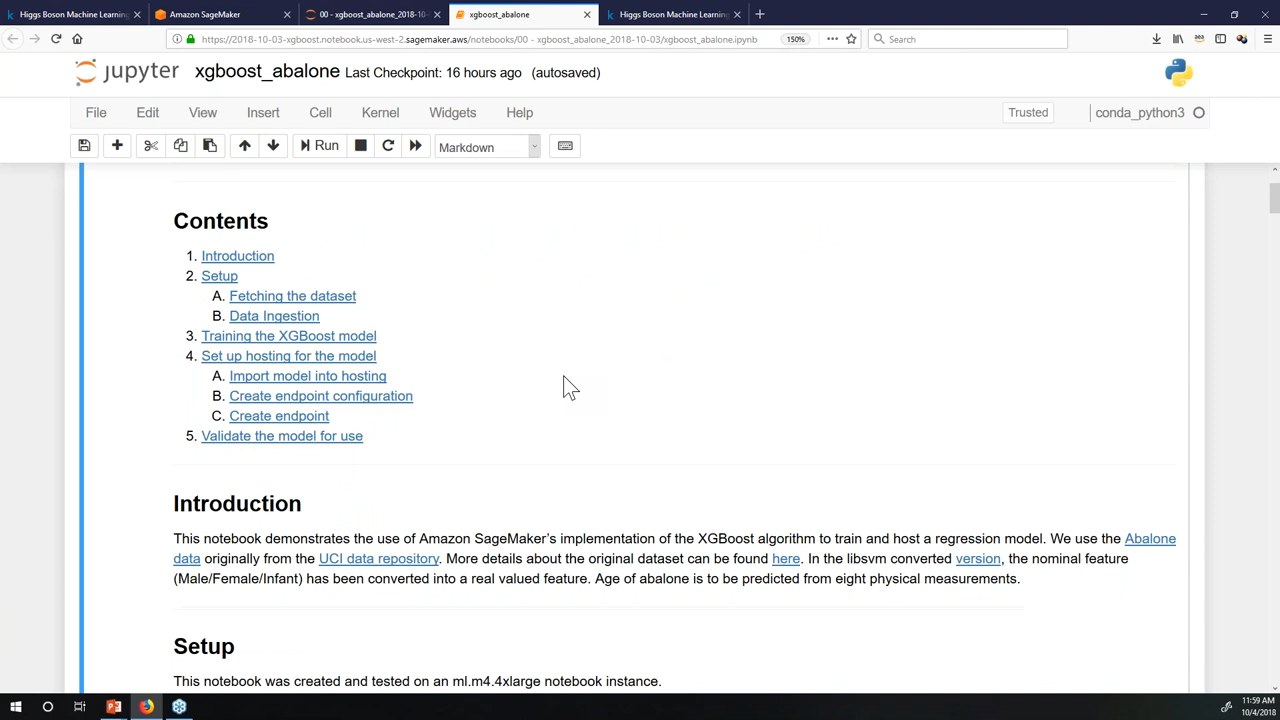 Higgs Boson Machine Learning
Amazon SageMaker
00 - xgboost_abalone_2018-10-
xgboost_abalone
Higgs Boson Machine Learning
https://2018-10-03-xgboost.notebook.us-west-2.sagemaker.aws/notebooks/00 - xgboost_abalone_2018-10-03/xgboost_abalone.ipynb
150%
Search
jupyter
xgboost_abalone Last Checkpoint: 16 hours ago (autosaved)
File Edit View Insert Cell Kernel Widgets Help
Trusted
conda_python3
Run
Markdown
Contents
1. Introduction
2. Setup
A. Fetching the dataset
B. Data Ingestion
3. Training the XGBoost model
4. Set up hosting for the model
A. Import model into hosting
B. Create endpoint configuration
C. Create endpoint
5. Validate the model for use
Introduction
This notebook demonstrates the use of Amazon SageMaker's implementation of the XGBoost algorithm to train and host a regression model. We use the Abalone
data originally from the UCI data repository. More details about the original dataset can be found here. In the libsvm converted version, the nominal feature
(Male/Female/Infant) has been converted into a real valued feature. Age of abalone is to be predicted from eight physical measurements.
Setup
This notebook was created and tested on an ml.m4.4xlarge notebook instance.
11:59 AM
10/4/2018